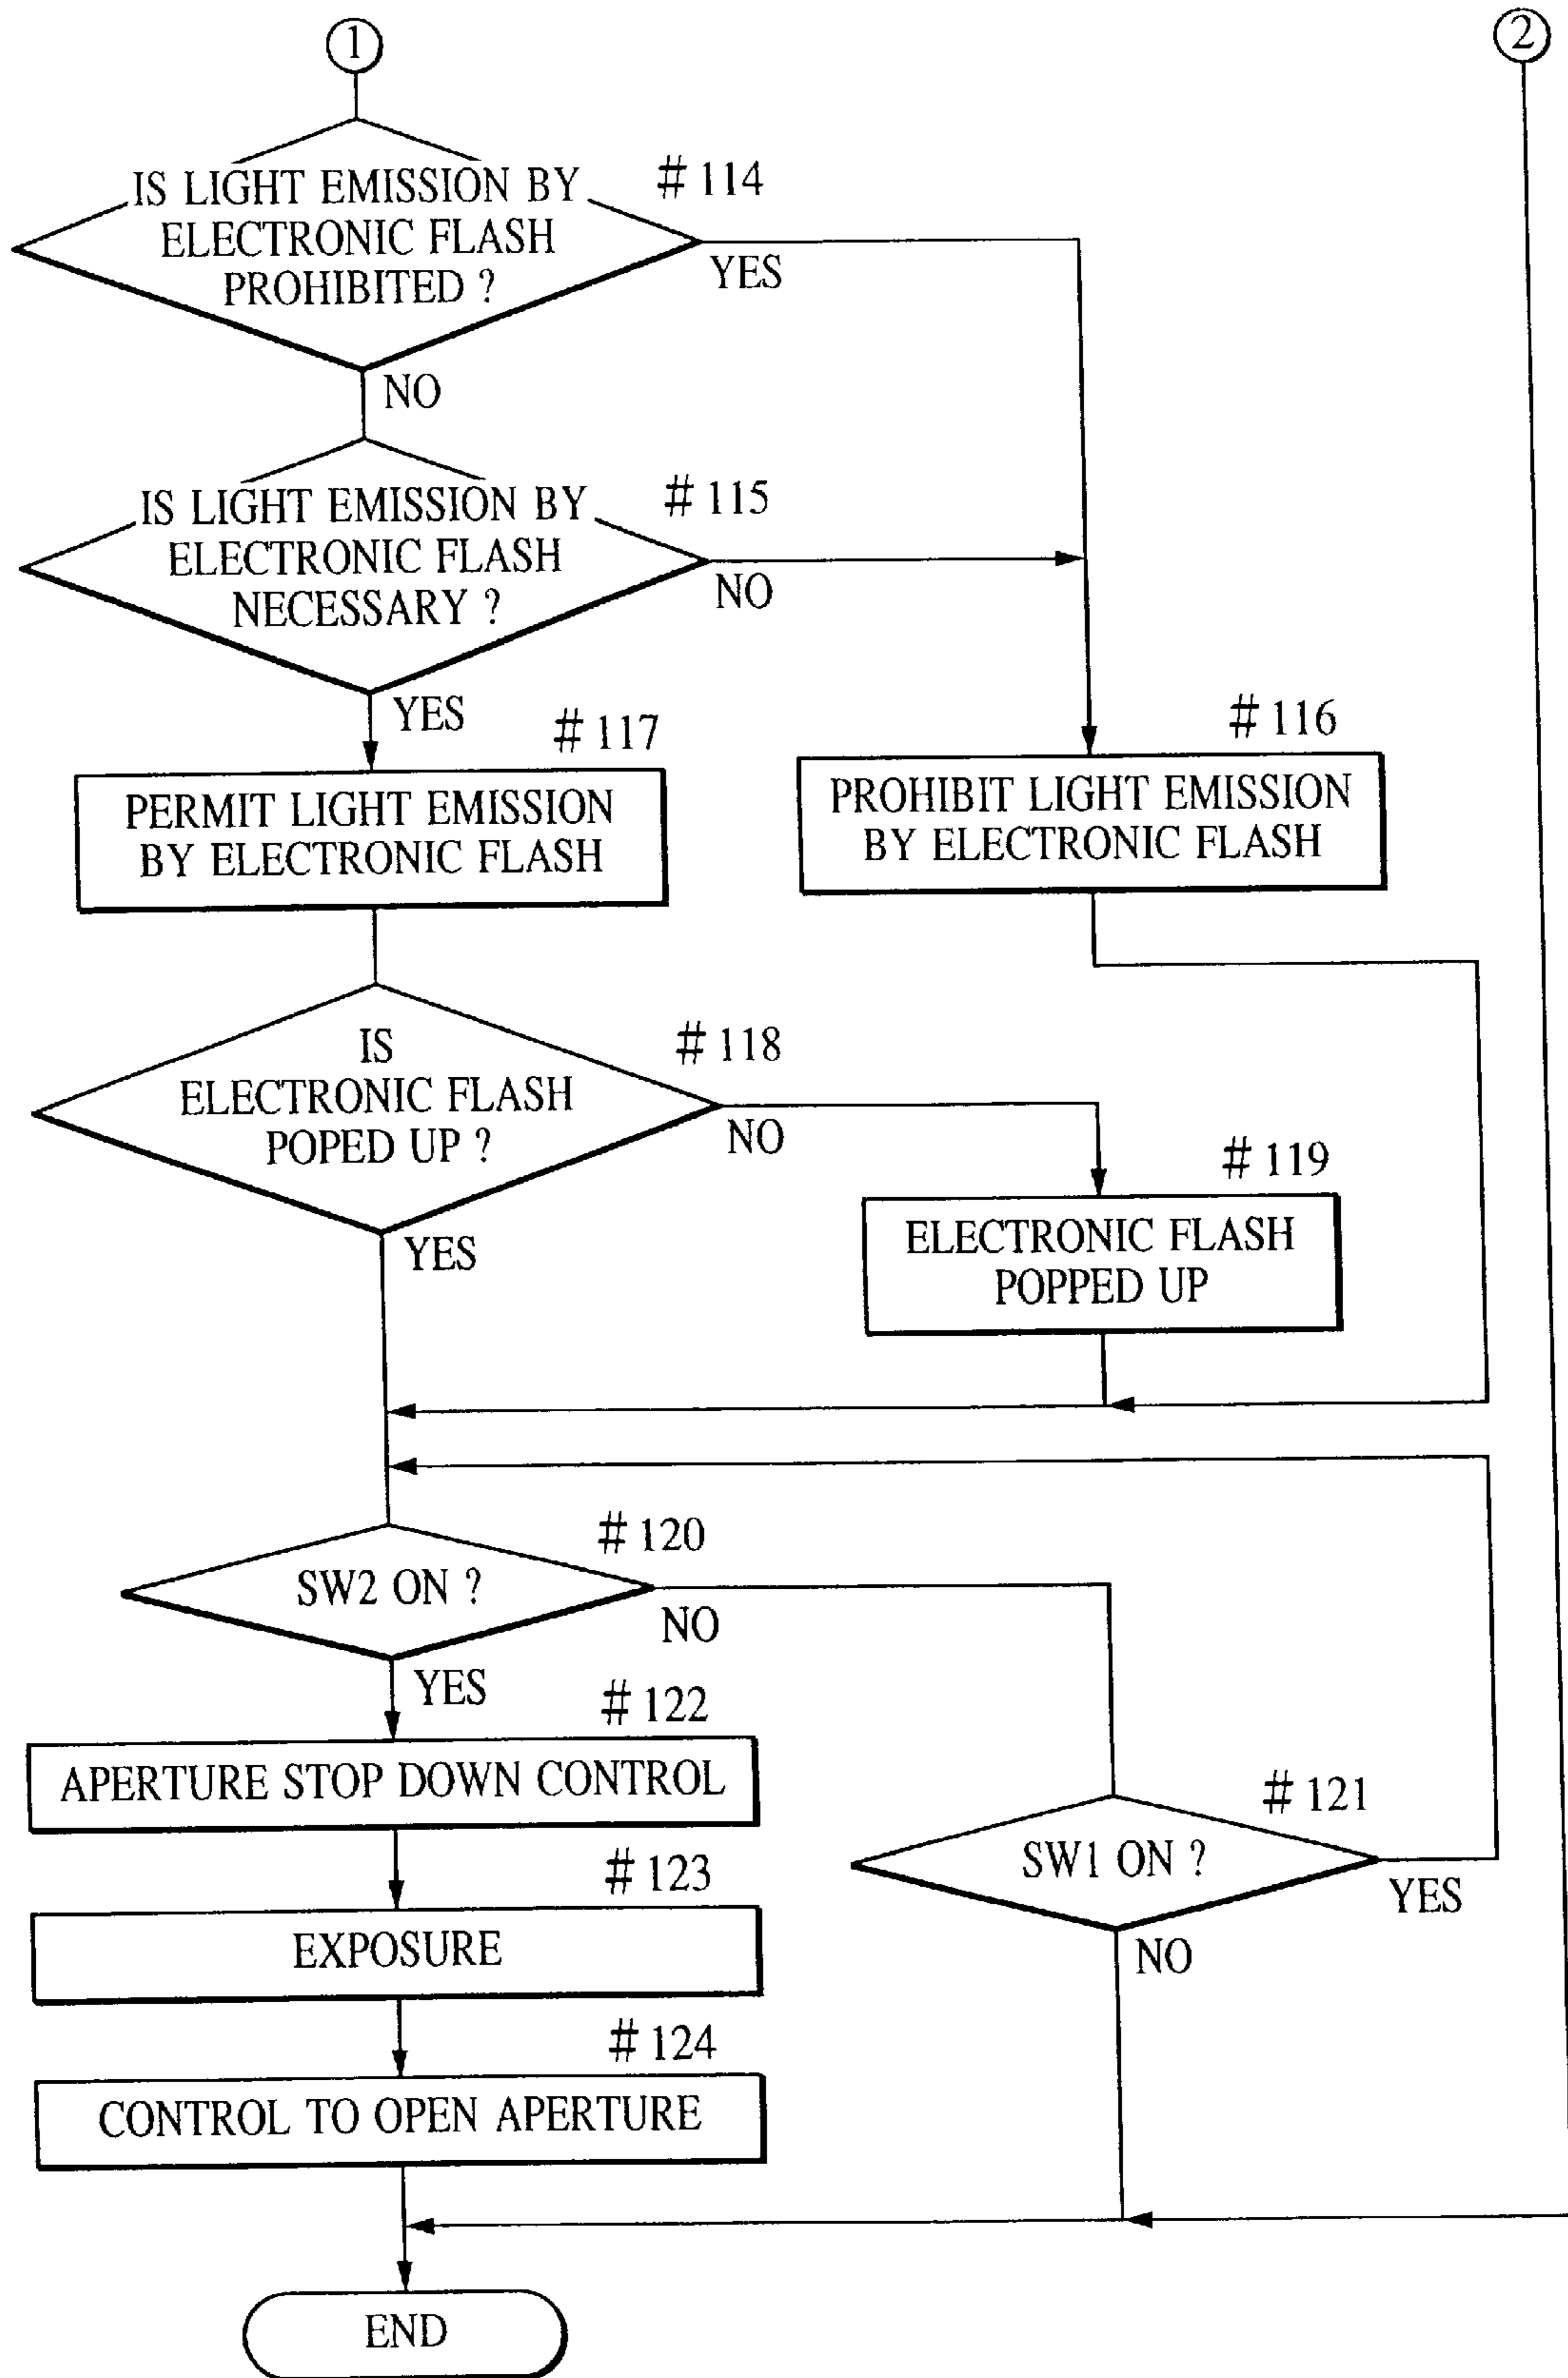 1
2
IS LIGHT EMISSION BY
ELECTRONIC FLASH
PROHIBITED ?
# 114
YES
NO
IS LIGHT EMISSION BY
ELECTRONIC FLASH
NECESSARY ?
# 115
NO
YES
# 117
PERMIT LIGHT EMISSION
BY ELECTRONIC FLASH
# 116
PROHIBIT LIGHT EMISSION
BY ELECTRONIC FLASH
IS
ELECTRONIC FLASH
POPED UP ?
# 118
NO
YES
# 119
ELECTRONIC FLASH
POPPED UP
SW2 ON ?
# 120
NO
YES
# 122
APERTURE STOP DOWN CONTROL
# 121
SW1 ON ?
YES
NO
# 123
EXPOSURE
# 124
CONTROL TO OPEN APERTURE
END